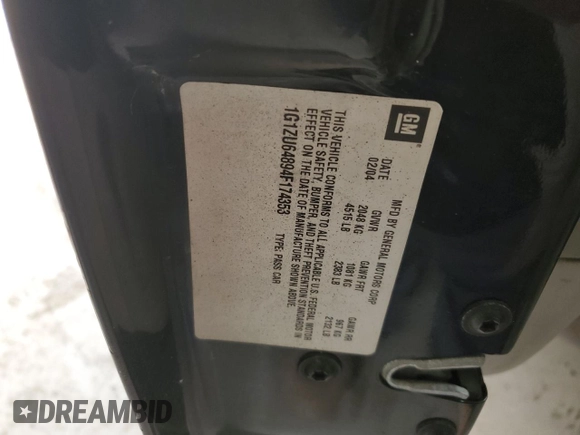 GM
MFD BY GENERAL MOTORS CORP
DATE GVWR GAWR FRT GAWR RR
02/04 2048 KG 1081 KG 967 KG
4515 LB 2383 LB 2132 LB
THIS VEHICLE CONFORMS TO ALL APPLICABLE U.S. FEDERAL MOTOR
VEHICLE SAFETY, BUMPER, AND THEFT PREVENTION STANDARDS IN
EFFECT ON THE DATE OF MANUFACTURE SHOWN ABOVE.
1G1ZU64894F174353 TYPE: PASS CAR
DREAMBID